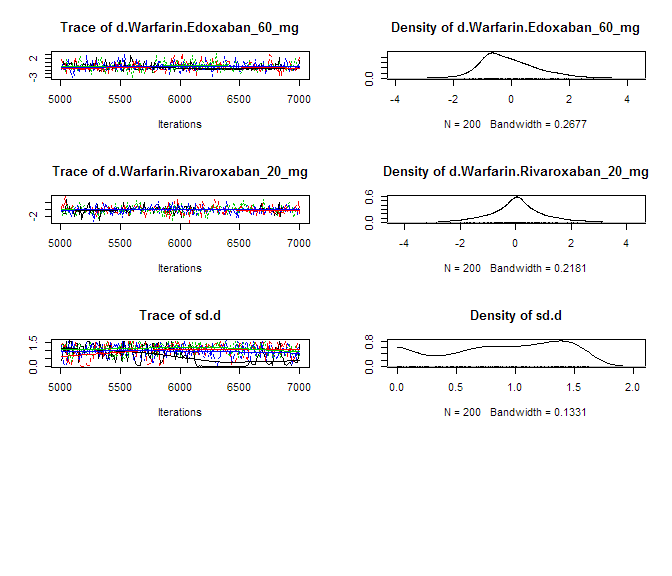 Trace of d.Warfarin.Edoxaban_60_mg
2
-3
5000 5500 6000 6500 7000
Iterations
Density of d.Warfarin.Edoxaban_60_mg
0.0
-4 -2 0 2 4
N = 200 Bandwidth = 0.2677
Trace of d.Warfarin.Rivaroxaban_20_mg
-2
5000 5500 6000 6500 7000
Iterations
Density of d.Warfarin.Rivaroxaban_20_mg
0.6
0.0
-4 -2 0 2 4
N = 200 Bandwidth = 0.2181
Trace of sd.d
1.5
0.0
5000 5500 6000 6500 7000
Iterations
Density of sd.d
0.8
0.0
0.0 0.5 1.0 1.5 2.0
N = 200 Bandwidth = 0.1331